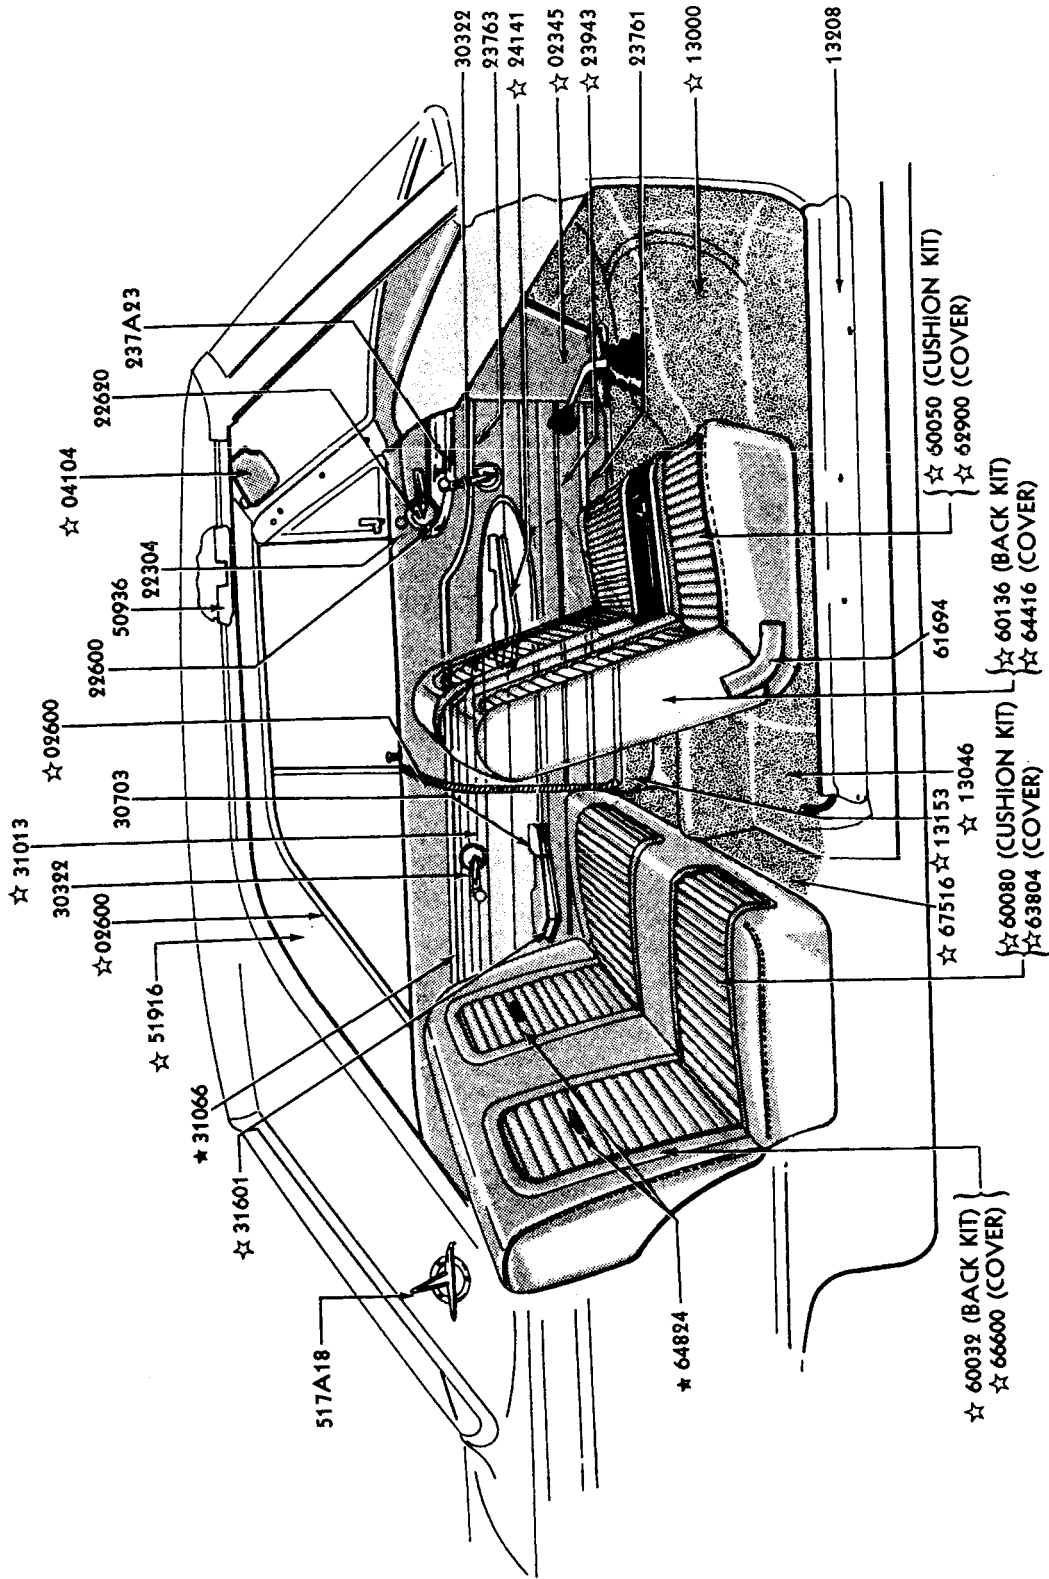 517A18
☆ 31601
★ 31066
☆ 51916
☆ 02600
30322
☆ 31013
30703
☆ 02600
22600
50936
22304
☆ 04104
22620
237A23
30322
23763
☆ 24141
☆ 02345
☆ 23943
23761
☆ 13000
13208
★ 64824
☆ 60032 (BACK KIT)
☆ 66600 (COVER)
☆ 60080 (CUSHION KIT)
☆ 63804 (COVER)
☆ 67516
☆ 13153
☆ 13046
61694
☆ 60136 (BACK KIT)
☆ 64416 (COVER)
☆ 60050 (CUSHION KIT)
☆ 62900 (COVER)